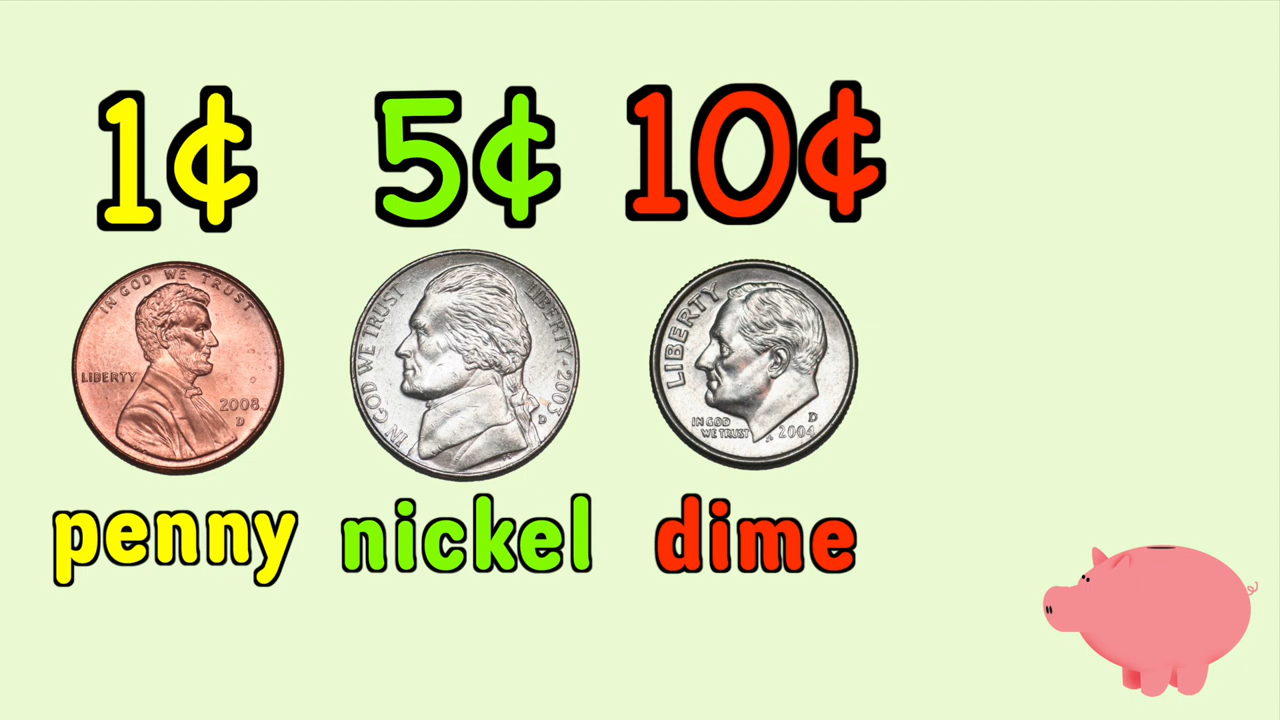 1¢ 5¢ 10¢
IN GOD WE TRUST
LIBERTY
2008
D
IN GOD WE TRUST
LIBERTY · 2003
D
LIBERTY
IN GOD
WE TRUST
D
2004
penny nickel dime